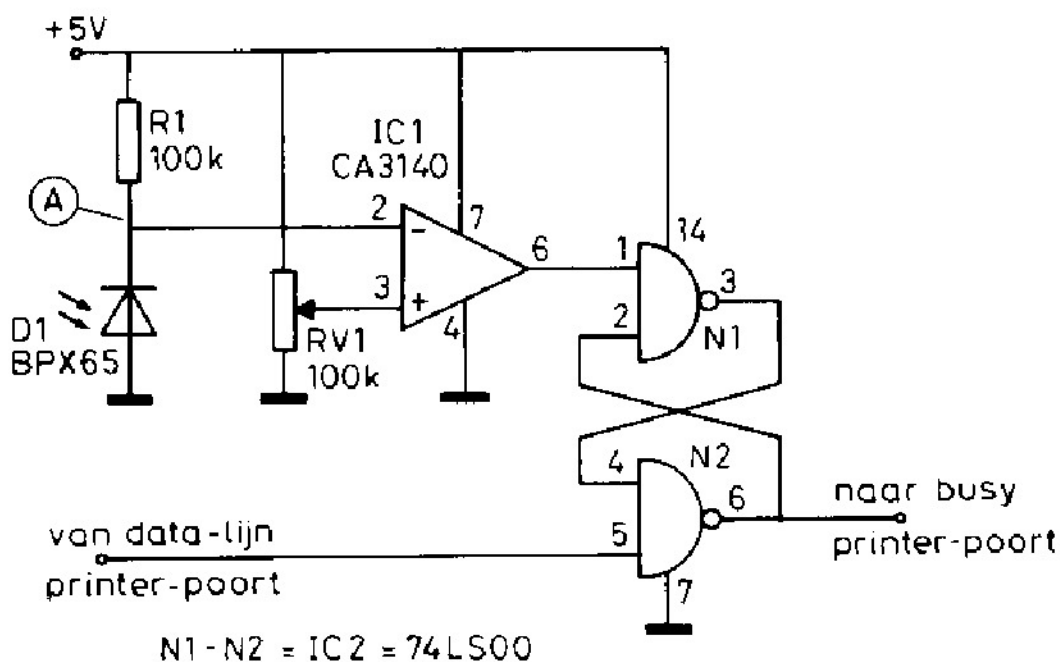 +5V
R1
100k
A
IC1
CA3140
2
-
7
6
3
+
4
D1
BPX65
RV1
100k
14
1
3
2
N1
4
N2
6
5
7
van data-lijn
printer-poort
naar busy
printer-poort
N1-N2 = IC2 = 74LS00